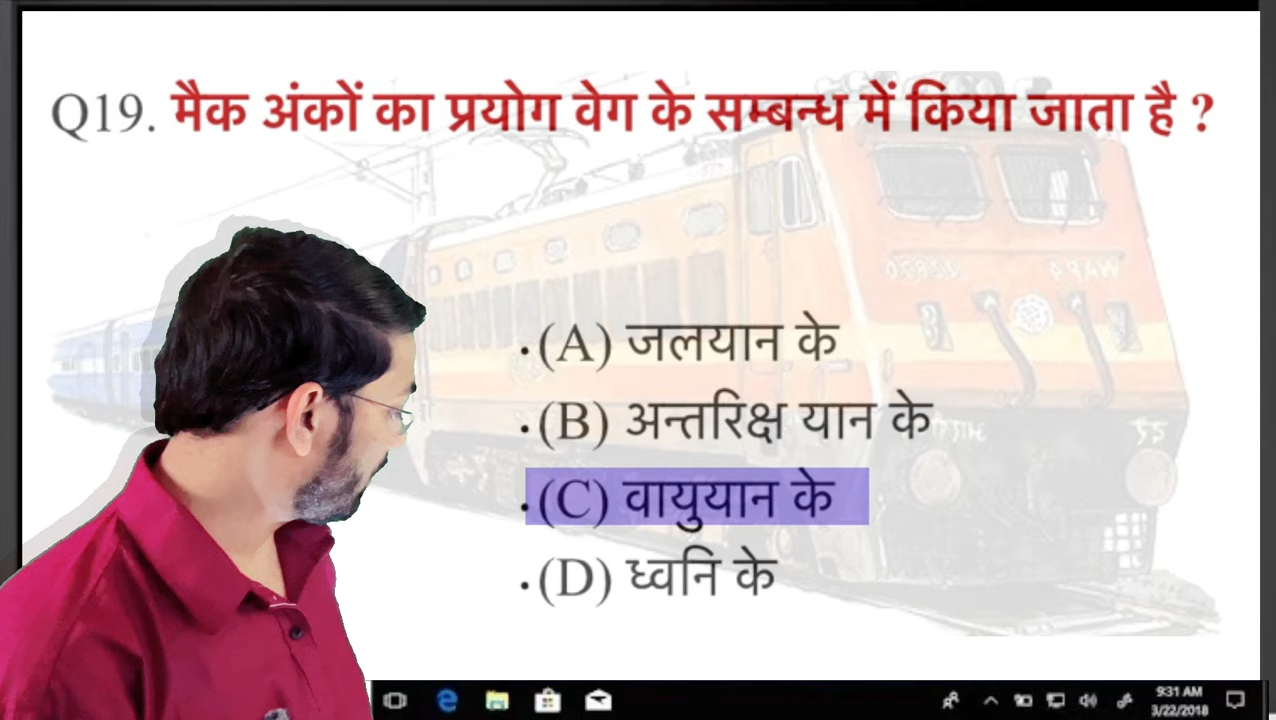 Q19. मैक अंकों का प्रयोग वेग के सम्बन्ध में किया जाता है ?
.(A) जलयान के
.(B) अन्तरिक्ष यान के
.(C) वायुयान के
.(D) ध्वनि के
9:31 AM
3/22/2018